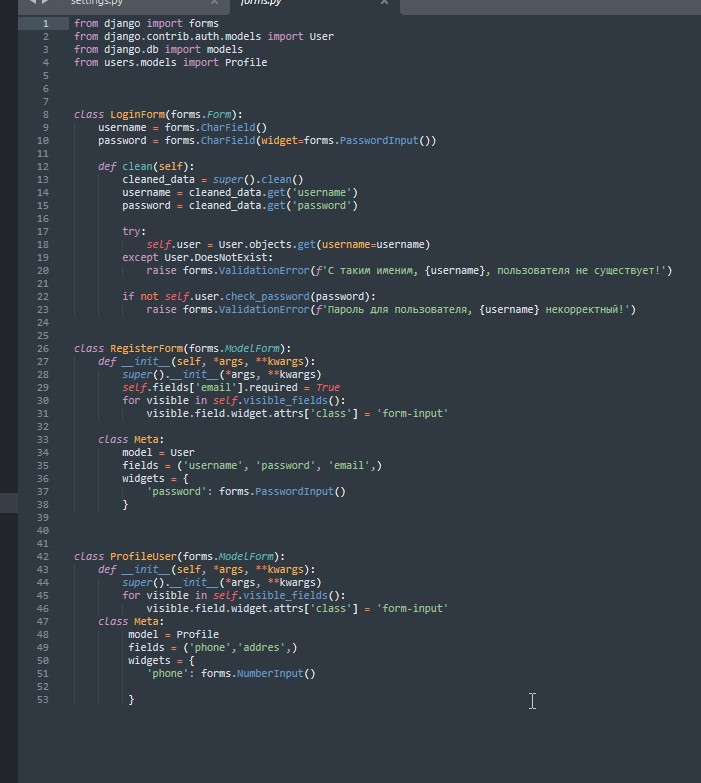 settings.py × forms.py ×
1 from django import forms
2 from django.contrib.auth.models import User
3 from django.db import models
4 from users.models import Profile
5
6
7
8 class LoginForm(forms.Form):
9 username = forms.CharField()
10 password = forms.CharField(widget=forms.PasswordInput())
11
12 def clean(self):
13 cleaned_data = super().clean()
14 username = cleaned_data.get('username')
15 password = cleaned_data.get('password')
16
17 try:
18 self.user = User.objects.get(username=username)
19 except User.DoesNotExist:
20 raise forms.ValidationError(f'С таким именим, {username}, пользователя не существует!')
21
22 if not self.user.check_password(password):
23 raise forms.ValidationError(f'Пароль для пользователя, {username} некорректный!')
24
25
26 class RegisterForm(forms.ModelForm):
27 def __init__(self, *args, **kwargs):
28 super().__init__(*args, **kwargs)
29 self.fields['email'].required = True
30 for visible in self.visible_fields():
31 visible.field.widget.attrs['class'] = 'form-input'
32
33 class Meta:
34 model = User
35 fields = ('username', 'password', 'email',)
36 widgets = {
37 'password': forms.PasswordInput()
38 }
39
40
41
42 class ProfileUser(forms.ModelForm):
43 def __init__(self, *args, **kwargs):
44 super().__init__(*args, **kwargs)
45 for visible in self.visible_fields():
46 visible.field.widget.attrs['class'] = 'form-input'
47 class Meta:
48 model = Profile
49 fields = ('phone','addres',)
50 widgets = {
51 'phone': forms.NumberInput()
52
53 }